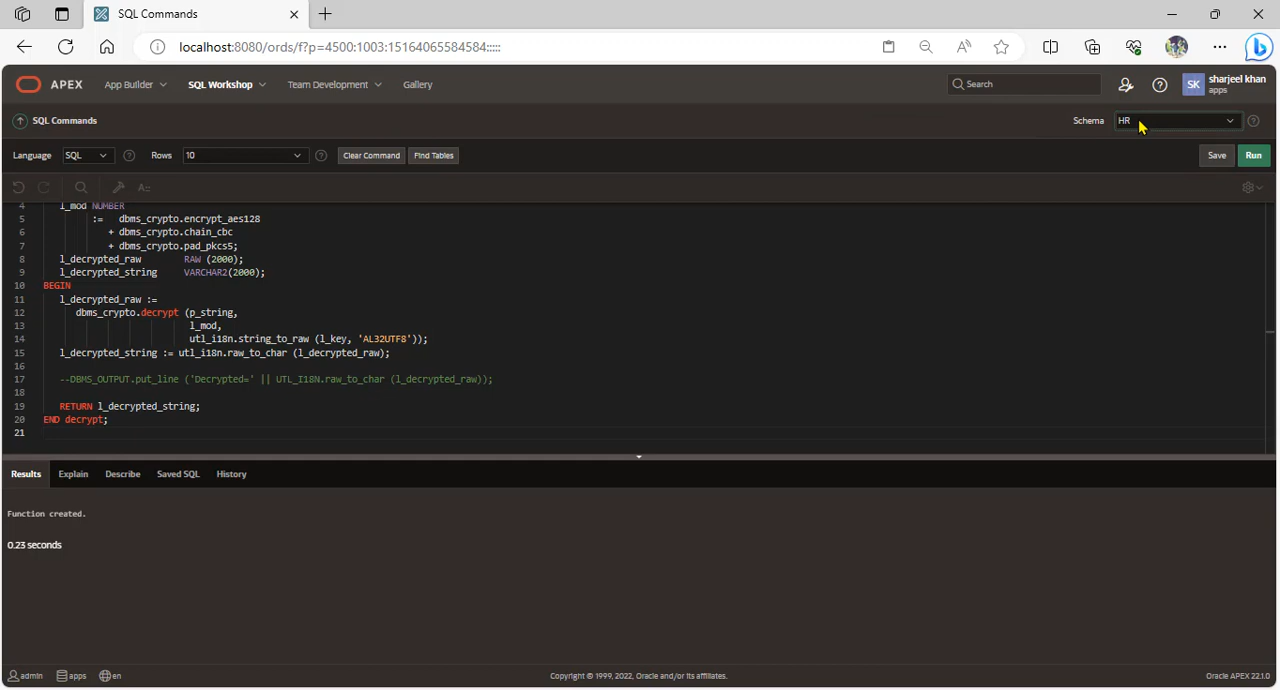 SQL Commands
localhost:8080/ords/f?p=4500:1003:15164065584584:::::
APEX App Builder SQL Workshop Team Development Gallery Search SK sharjeel khan
apps
SQL Commands Schema HR
Language SQL Rows 10 Clear Command Find Tables Save Run
A::
4 l_mod NUMBER
5 := dbms_crypto.encrypt_aes128
6 + dbms_crypto.chain_cbc
7 + dbms_crypto.pad_pkcs5;
8 l_decrypted_raw RAW (2000);
9 l_decrypted_string VARCHAR2(2000);
10 BEGIN
11 l_decrypted_raw :=
12 dbms_crypto.decrypt (p_string,
13 l_mod,
14 utl_i18n.string_to_raw (l_key, 'AL32UTF8'));
15 l_decrypted_string := utl_i18n.raw_to_char (l_decrypted_raw);
16
17 --DBMS_OUTPUT.put_line ('Decrypted=' || UTL_I18N.raw_to_char (l_decrypted_raw));
18
19 RETURN l_decrypted_string;
20 END decrypt;
21
Results Explain Describe Saved SQL History
Function created.
0.23 seconds
admin apps en Copyright © 1999, 2022, Oracle and/or its affiliates. Oracle APEX 22.1.0